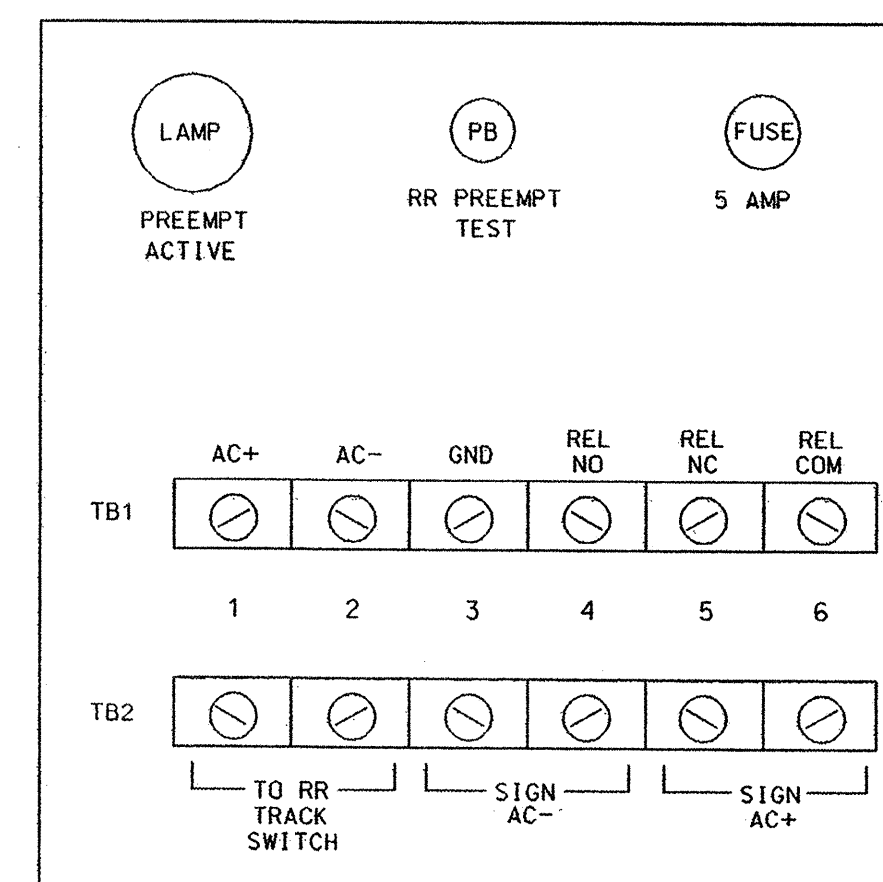 LAMP
PB
FUSE
PREEMPT
ACTIVE
RR PREEMPT
TEST
5 AMP
AC+
AC-
GND
REL
NO
REL
NC
REL
COM
TB1
1 2 3 4 5 6
TB2
TO RR
TRACK
SWITCH
SIGN
AC-
SIGN
AC+